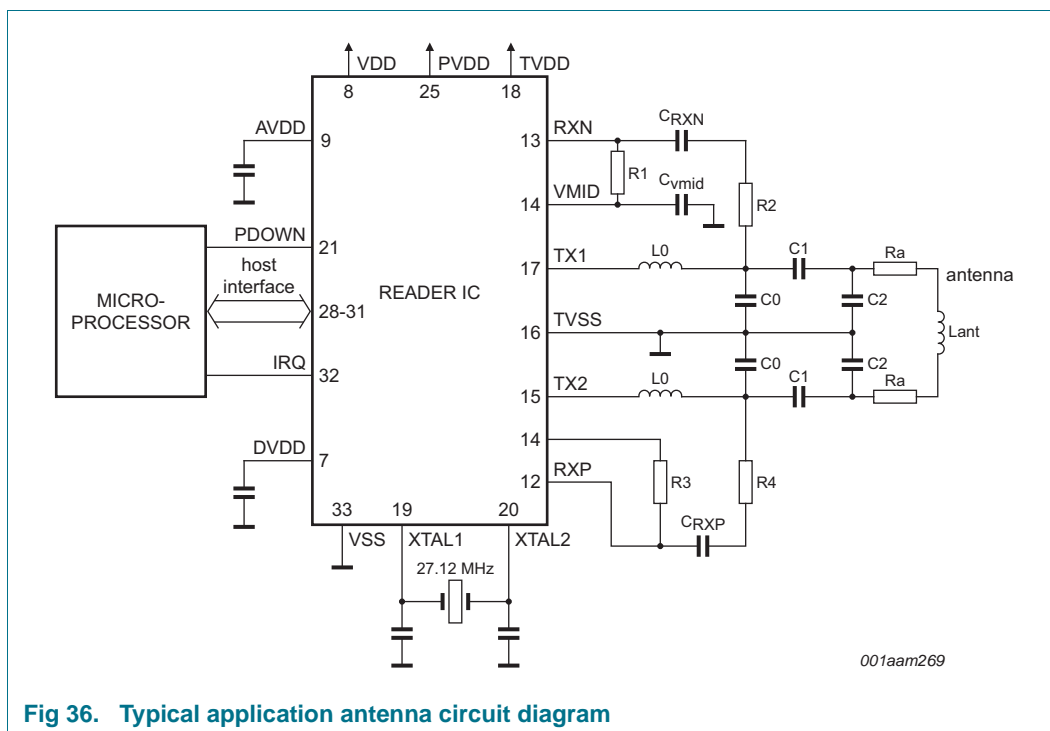 VDD
PVDD
TVDD
8
25
18
AVDD
9
13
RXN
CRXN
R1
Cvmid
VMID
14
R2
PDOWN
21
17
TX1
L0
C1
Ra
antenna
host
interface
MICRO-
PROCESSOR
READER IC
C0
C2
28-31
16
TVSS
Lant
C0
C2
IRQ
32
L0
C1
Ra
15
TX2
14
DVDD
7
12
RXP
R3
R4
33
19
20
CRXP
VSS
XTAL1
XTAL2
27.12 MHz
001aam269
Fig 36. Typical application antenna circuit diagram